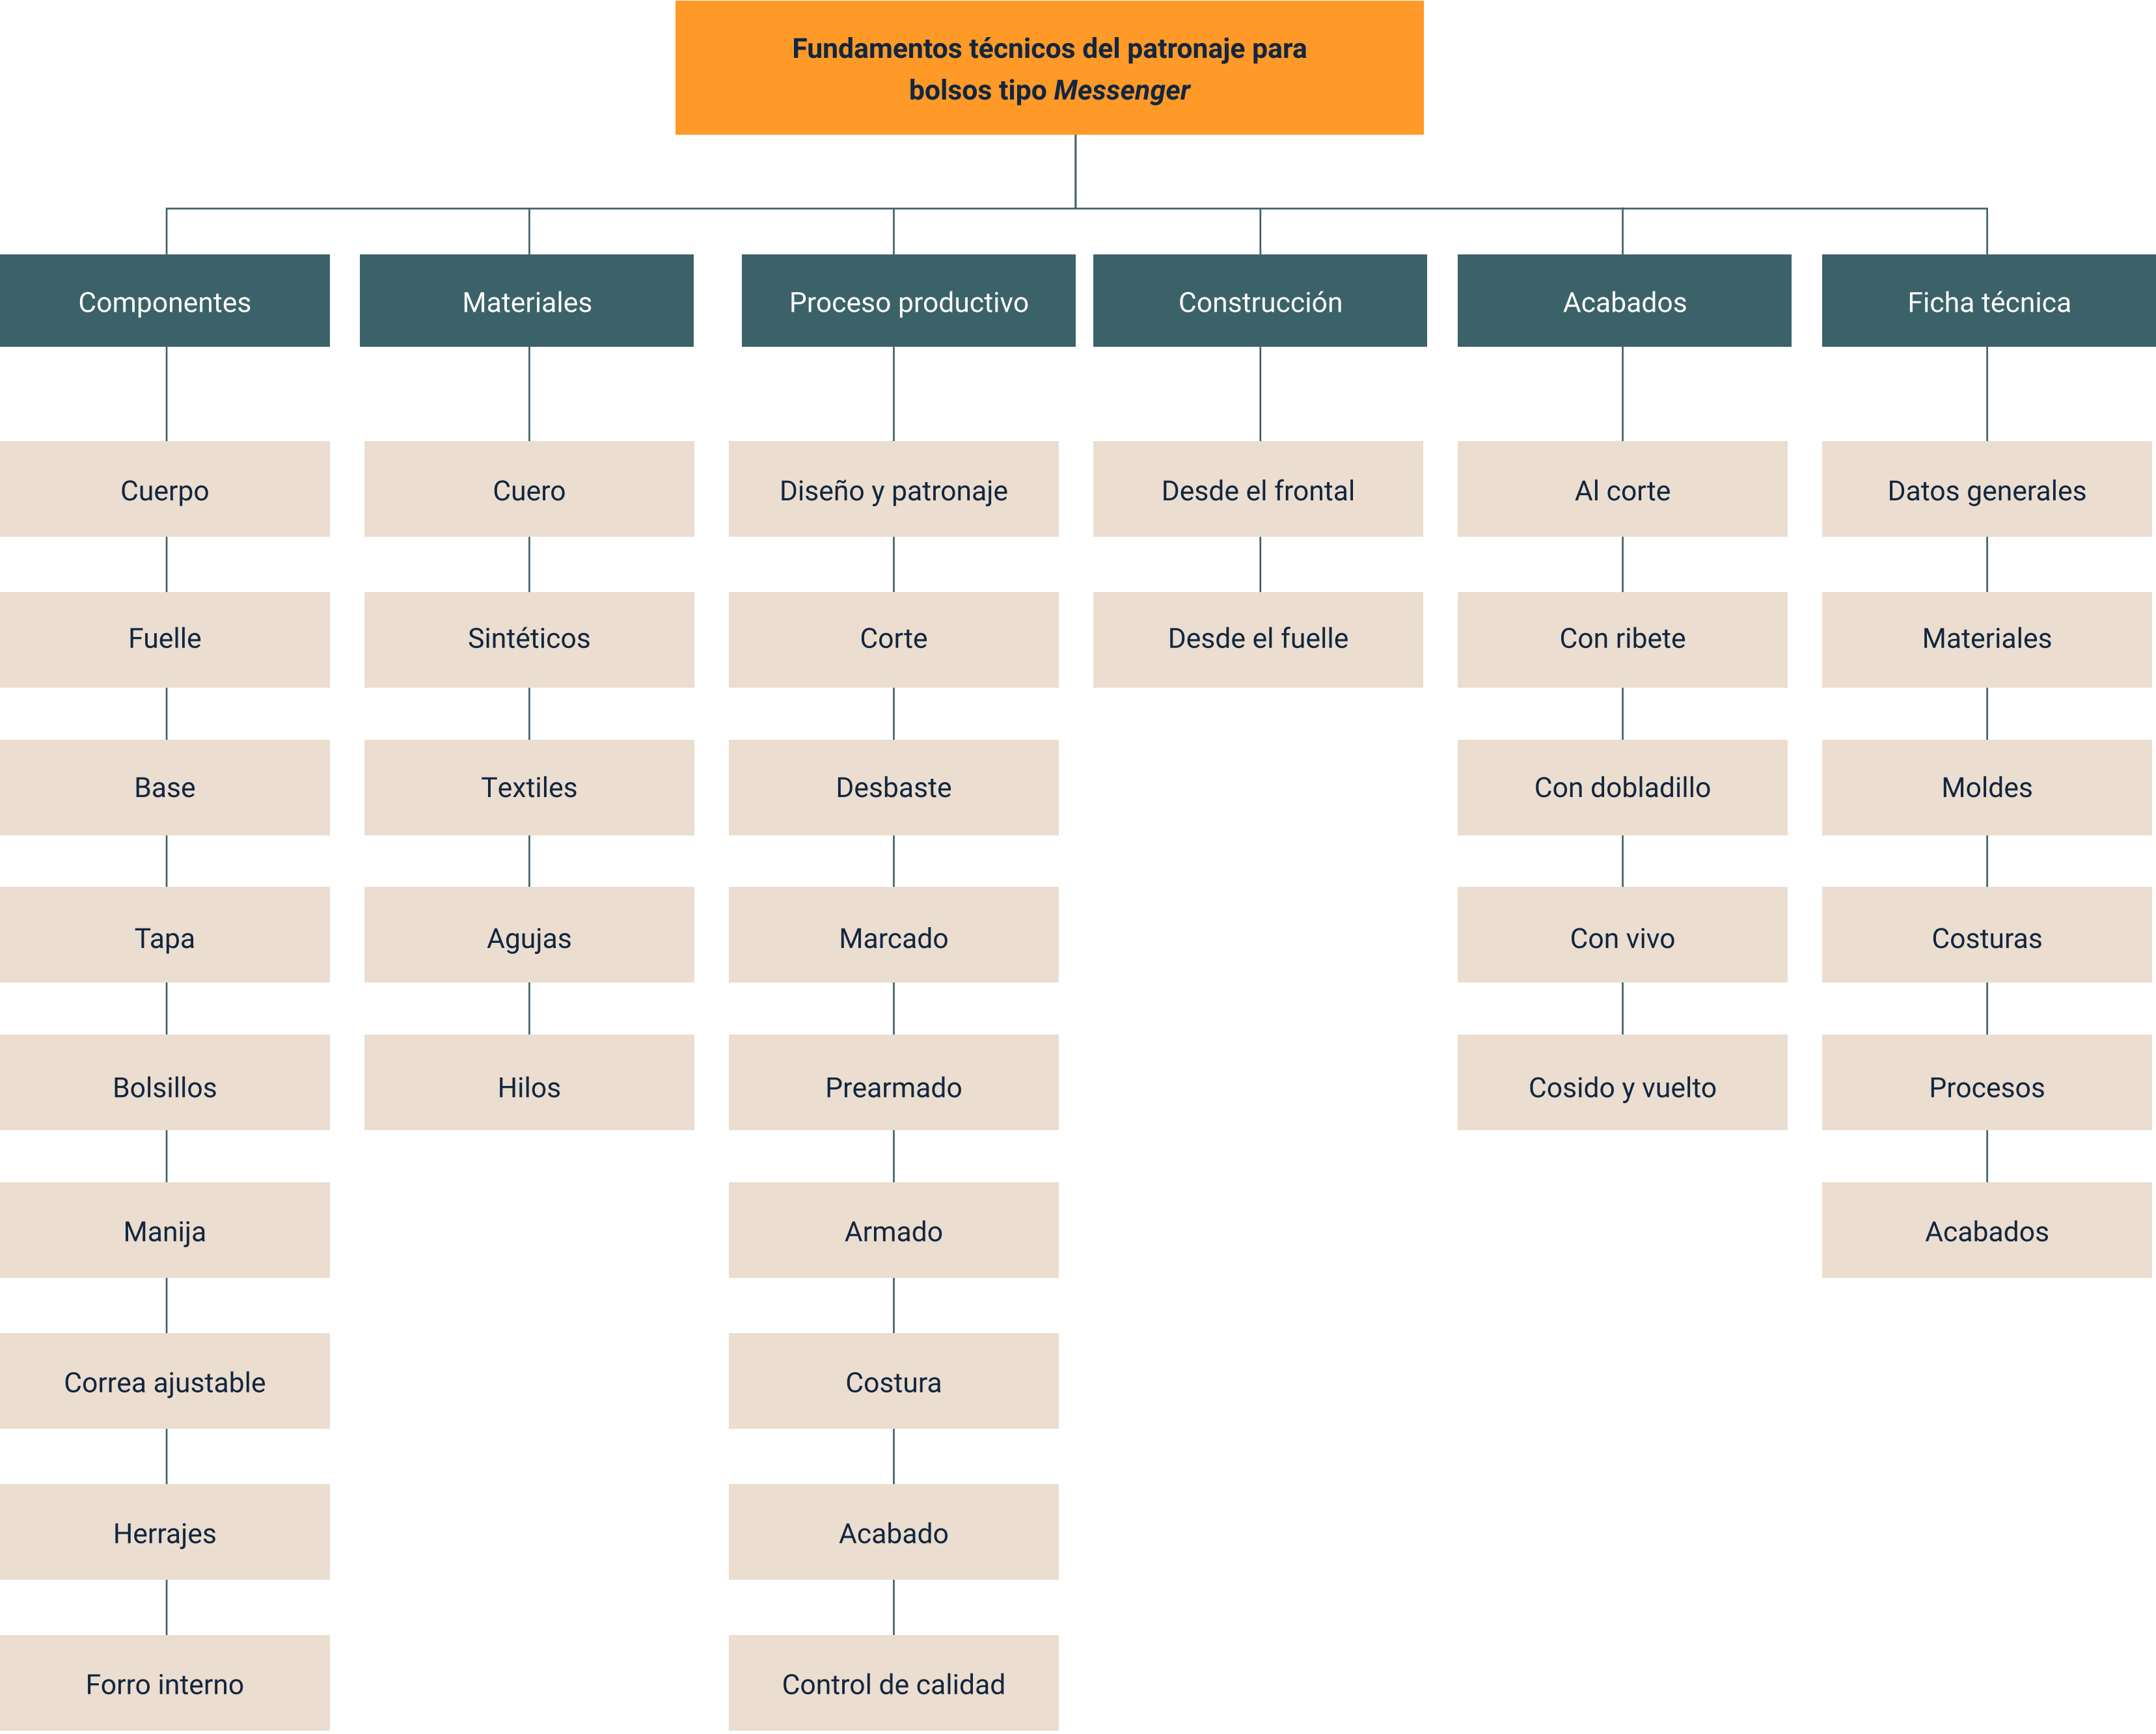 Fundamentos técnicos del patronaje para
bolsos tipo Messenger
Componentes
Materiales
Proceso productivo
Construcción
Acabados
Ficha técnica
Cuerpo
Cuero
Diseño y patronaje
Desde el frontal
Al corte
Datos generales
Fuelle
Sintéticos
Corte
Desde el fuelle
Con ribete
Materiales
Base
Textiles
Desbaste
Con dobladillo
Moldes
Tapa
Agujas
Marcado
Con vivo
Costuras
Bolsillos
Hilos
Prearmado
Cosido y vuelto
Procesos
Manija
Armado
Acabados
Correa ajustable
Costura
Herrajes
Acabado
Forro interno
Control de calidad